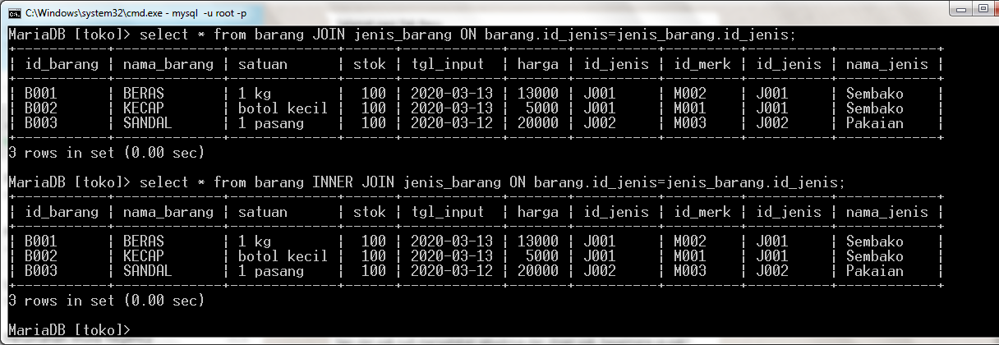 C:\Windows\system32\cmd.exe - mysql -u root -p
MariaDB [toko]> select * from barang JOIN jenis_barang ON barang.id_jenis=jenis_barang.id_jenis;
+-----------+-------------+-------------+------+------------+-------+----------+---------+----------+------------+
| id_barang | nama_barang | satuan | stok | tgl_input | harga | id_jenis | id_merk | id_jenis | nama_jenis |
+-----------+-------------+-------------+------+------------+-------+----------+---------+----------+------------+
| B001 | BERAS | 1 kg | 100 | 2020-03-13 | 13000 | J001 | M002 | J001 | Sembako |
| B002 | KECAP | botol kecil | 100 | 2020-03-13 | 5000 | J001 | M001 | J001 | Sembako |
| B003 | SANDAL | 1 pasang | 100 | 2020-03-12 | 20000 | J002 | M003 | J002 | Pakaian |
+-----------+-------------+-------------+------+------------+-------+----------+---------+----------+------------+
3 rows in set (0.00 sec)
MariaDB [toko]> select * from barang INNER JOIN jenis_barang ON barang.id_jenis=jenis_barang.id_jenis;
+-----------+-------------+-------------+------+------------+-------+----------+---------+----------+------------+
| id_barang | nama_barang | satuan | stok | tgl_input | harga | id_jenis | id_merk | id_jenis | nama_jenis |
+-----------+-------------+-------------+------+------------+-------+----------+---------+----------+------------+
| B001 | BERAS | 1 kg | 100 | 2020-03-13 | 13000 | J001 | M002 | J001 | Sembako |
| B002 | KECAP | botol kecil | 100 | 2020-03-13 | 5000 | J001 | M001 | J001 | Sembako |
| B003 | SANDAL | 1 pasang | 100 | 2020-03-12 | 20000 | J002 | M003 | J002 | Pakaian |
+-----------+-------------+-------------+------+------------+-------+----------+---------+----------+------------+
3 rows in set (0.00 sec)
MariaDB [toko]>